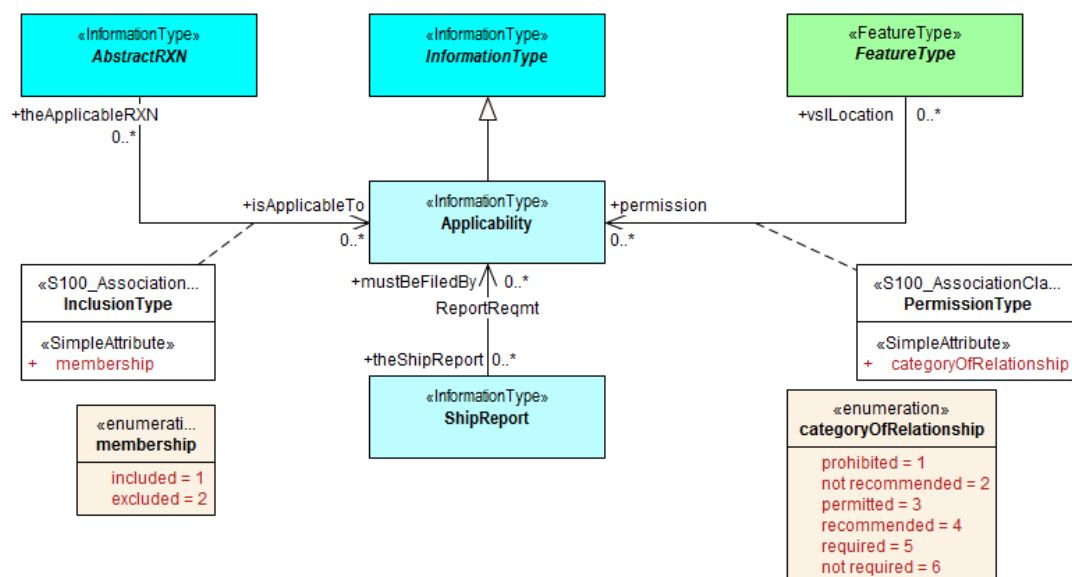 «InformationType»
AbstractRXN
«InformationType»
InformationType
«FeatureType»
FeatureType
+theApplicableRXN
0..*
+vslLocation
0..*
+isApplicableTo
0..*
«InformationType»
Applicability
+permission
0..*
+mustBeFiledBy
0..*
ReportReqmt
+theShipReport
0..*
«InformationType»
ShipReport
«S100_Association...
InclusionType
«SimpleAttribute»
+ membership
«enumerati...
membership
included = 1
excluded = 2
«S100_AssociationCla...
PermissionType
«SimpleAttribute»
+ categoryOfRelationship
«enumeration»
categoryOfRelationship
prohibited = 1
not recommended = 2
permitted = 3
recommended = 4
required = 5
not required = 6